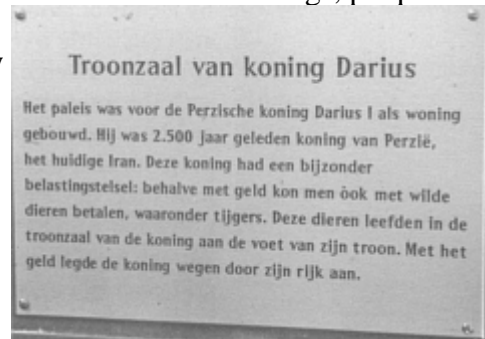 Troonzaal van koning Darius
Het paleis was voor de Perzische koning Darius I als woning
gebouwd. Hij was 2.500 jaar geleden koning van Perzië,
het huidige Iran. Deze koning had een bijzonder
belastingstelsel: behalve met geld kon men òok met wilde
dieren betalen, waaronder tijgers. Deze dieren leefden in de
troonzaal van de koning aan de voet van zijn troon. Met het
geld legde de koning wegen door zijn rijk aan.